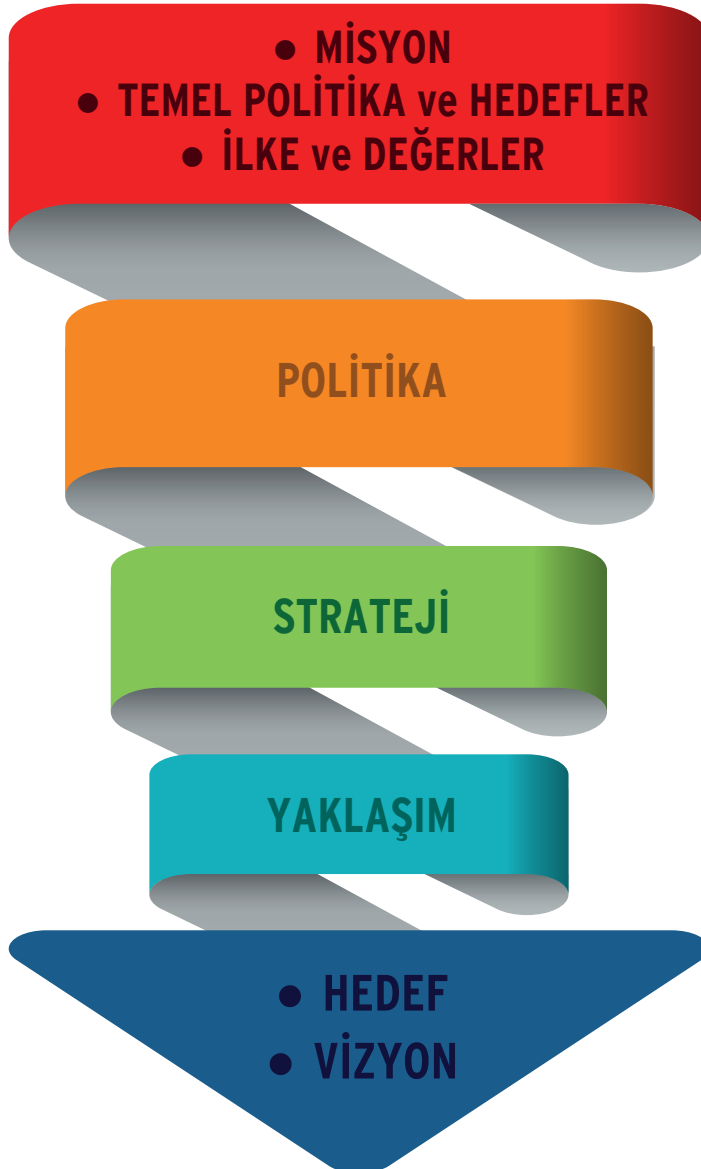 ● MİSYON
● TEMEL POLİTİKA ve HEDEFLER
● İLKE ve DEĞERLER
POLİTİKA
STRATEJİ
YAKLAŞIM
● HEDEF
● VİZYON